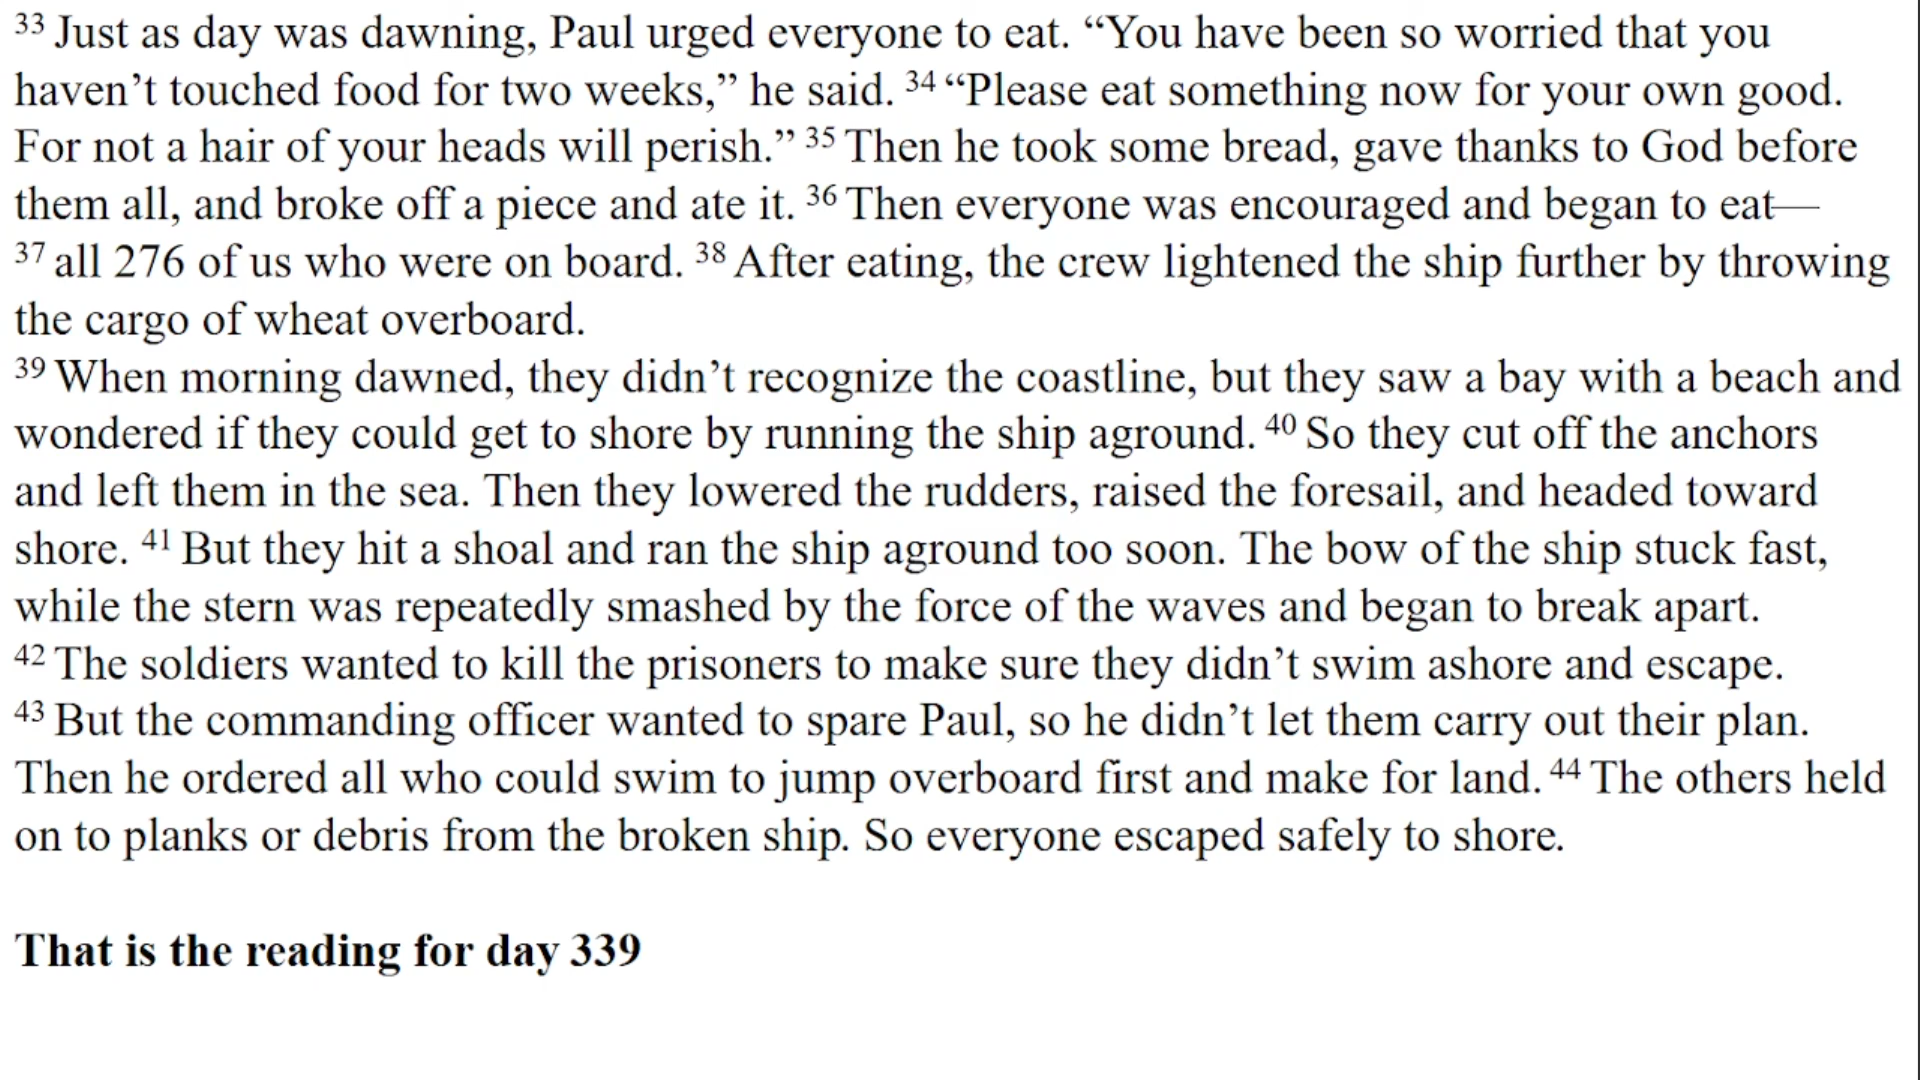 33 Just as day was dawning, Paul urged everyone to eat. “You have been so worried that you
haven’t touched food for two weeks,” he said. 34 “Please eat something now for your own good.
For not a hair of your heads will perish.” 35 Then he took some bread, gave thanks to God before
them all, and broke off a piece and ate it. 36 Then everyone was encouraged and began to eat—
37 all 276 of us who were on board. 38 After eating, the crew lightened the ship further by throwing
the cargo of wheat overboard.
39 When morning dawned, they didn’t recognize the coastline, but they saw a bay with a beach and
wondered if they could get to shore by running the ship aground. 40 So they cut off the anchors
and left them in the sea. Then they lowered the rudders, raised the foresail, and headed toward
shore. 41 But they hit a shoal and ran the ship aground too soon. The bow of the ship stuck fast,
while the stern was repeatedly smashed by the force of the waves and began to break apart.
42 The soldiers wanted to kill the prisoners to make sure they didn’t swim ashore and escape.
43 But the commanding officer wanted to spare Paul, so he didn’t let them carry out their plan.
Then he ordered all who could swim to jump overboard first and make for land. 44 The others held
on to planks or debris from the broken ship. So everyone escaped safely to shore.
That is the reading for day 339